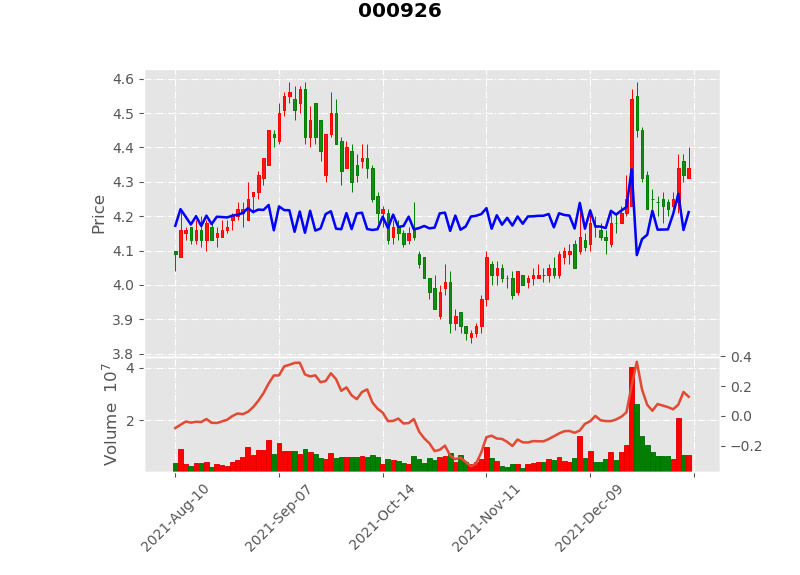 000926
4.6
4.5
4.4
4.3
4.2
4.1
4.0
3.9
3.8
Price
4
2
Volume 10^7
0.4
0.2
0.0
−0.2
2021-Aug-10
2021-Sep-07
2021-Oct-14
2021-Nov-11
2021-Dec-09